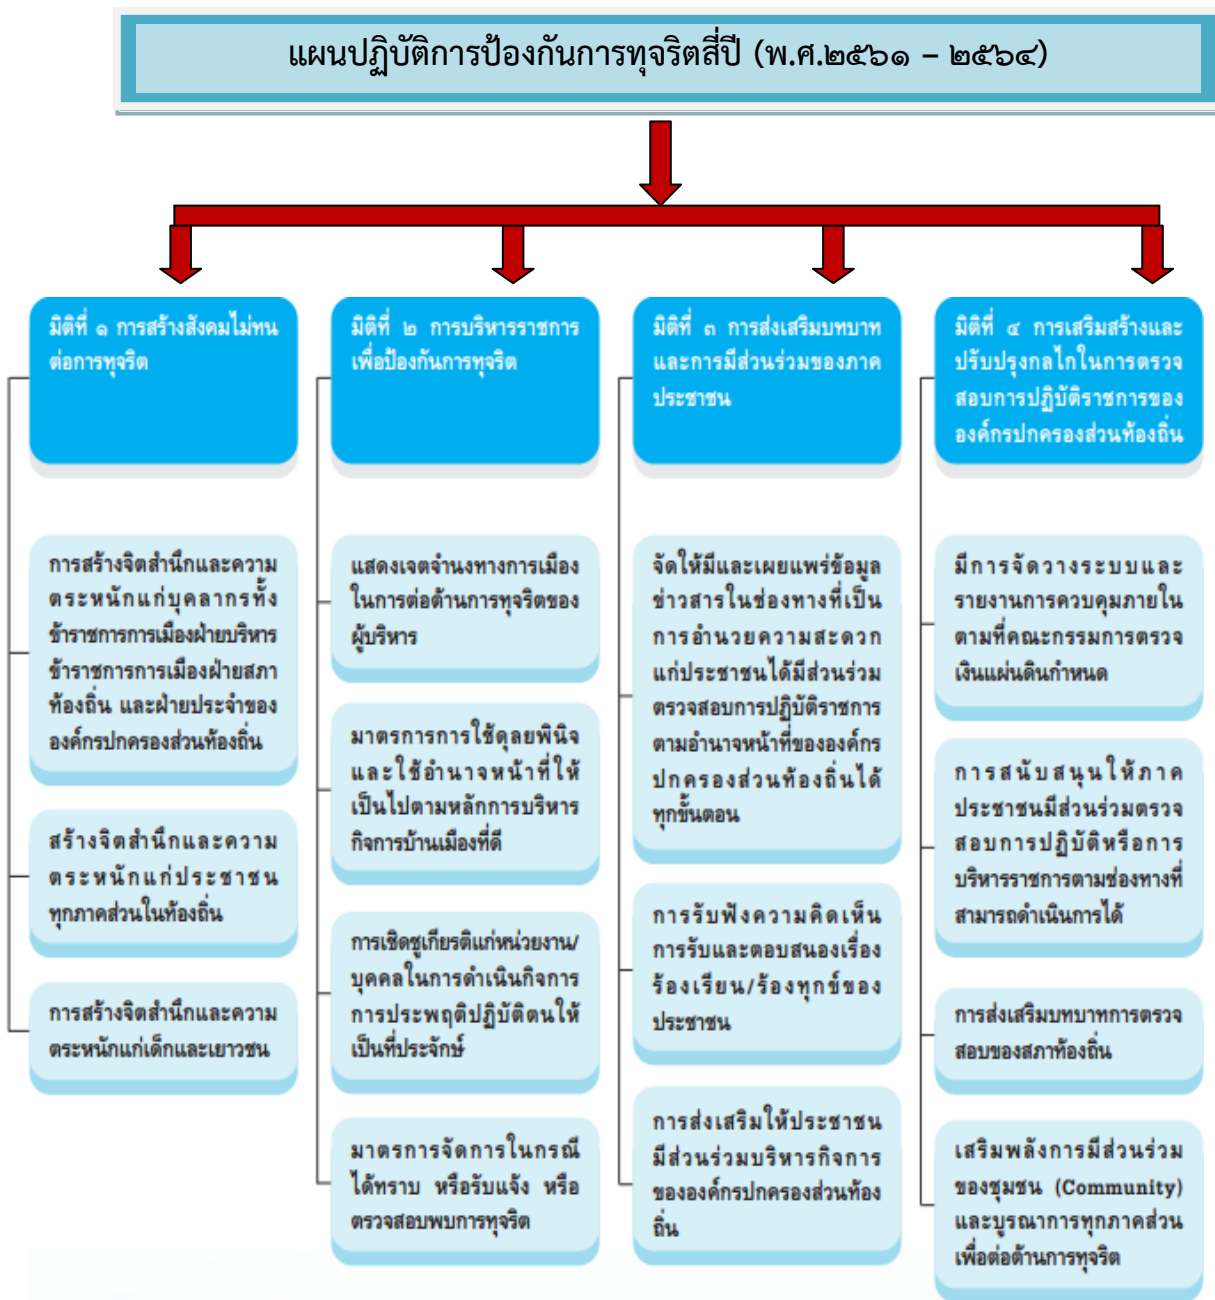 แผนปฏิบัติการป้องกันการทุจริตสี่ปี (พ.ศ.๒๕๖๑ – ๒๕๖๔)
มิติที่ ๑ การสร้างสังคมไม่ทน
ต่อการทุจริต
การสร้างจิตสำนึกและความ
ตระหนักแก่บุคลากรทั้ง
ข้าราชการการเมืองฝ่ายบริหาร
ข้าราชการการเมืองฝ่ายสภา
ท้องถิ่น และฝ่ายประจำของ
องค์กรปกครองส่วนท้องถิ่น
สร้างจิตสำนึกและความ
ตระหนักแก่ประชาชน
ทุกภาคส่วนในท้องถิ่น
การสร้างจิตสำนึกและความ
ตระหนักแก่เด็กและเยาวชน
มิติที่ ๒ การบริหารราชการ
เพื่อป้องกันการทุจริต
แสดงเจตจำนงทางการเมือง
ในการต่อต้านการทุจริตของ
ผู้บริหาร
มาตรการการใช้ดุลยพินิจ
และใช้อำนาจหน้าที่ให้
เป็นไปตามหลักการบริหาร
กิจการบ้านเมืองที่ดี
การเชิดชูเกียรติแก่หน่วยงาน/
บุคคลในการดำเนินกิจการ
การประพฤติปฏิบัติตนให้
เป็นที่ประจักษ์
มาตรการจัดการในกรณี
ได้ทราบ หรือรับแจ้ง หรือ
ตรวจสอบพบการทุจริต
มิติที่ ๓ การส่งเสริมบทบาท
และการมีส่วนร่วมของภาค
ประชาชน
จัดให้มีและเผยแพร่ข้อมูล
ข่าวสารในช่องทางที่เป็น
การอำนวยความสะดวก
แก่ประชาชนได้มีส่วนร่วม
ตรวจสอบการปฏิบัติราชการ
ตามอำนาจหน้าที่ขององค์กร
ปกครองส่วนท้องถิ่นได้
ทุกขั้นตอน
การรับฟังความคิดเห็น
การรับและตอบสนองเรื่อง
ร้องเรียน/ร้องทุกข์ของ
ประชาชน
การส่งเสริมให้ประชาชน
มีส่วนร่วมบริหารกิจการ
ขององค์กรปกครองส่วนท้อง
ถิ่น
มิติที่ ๔ การเสริมสร้างและ
ปรับปรุงกลไกในการตรวจ
สอบการปฏิบัติราชการของ
องค์กรปกครองส่วนท้องถิ่น
มีการจัดวางระบบและ
รายงานการควบคุมภายใน
ตามที่คณะกรรมการตรวจ
เงินแผ่นดินกำหนด
การสนับสนุนให้ภาค
ประชาชนมีส่วนร่วมตรวจ
สอบการปฏิบัติหรือการ
บริหารราชการตามช่องทางที่
สามารถดำเนินการได้
การส่งเสริมบทบาทการตรวจ
สอบของสภาท้องถิ่น
เสริมพลังการมีส่วนร่วม
ของชุมชน (Community)
และบูรณาการทุกภาคส่วน
เพื่อต่อต้านการทุจริต